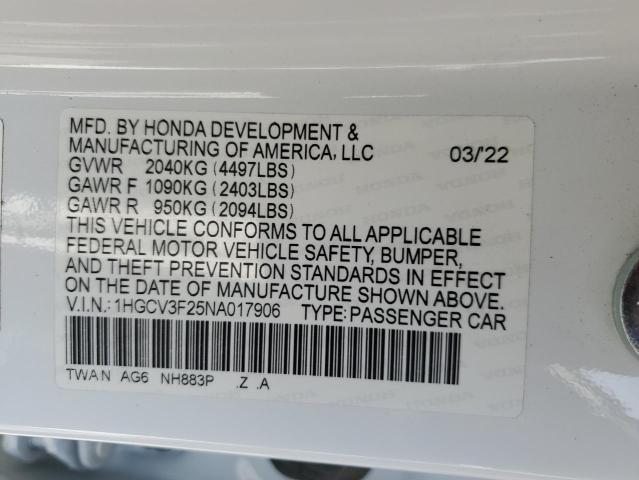 MFD. BY HONDA DEVELOPMENT &
MANUFACTURING OF AMERICA, LLC 03/'22
GVWR 2040KG (4497LBS)
GAWR F 1090KG (2403LBS)
GAWR R 950KG (2094LBS)
THIS VEHICLE CONFORMS TO ALL APPLICABLE
FEDERAL MOTOR VEHICLE SAFETY, BUMPER,
AND THEFT PREVENTION STANDARDS IN EFFECT
ON THE DATE OF MANUFACTURE SHOWN ABOVE.
V.I.N.: 1HGCV3F25NA017906 TYPE: PASSENGER CAR
TWAN AG6 NH883P .Z .A